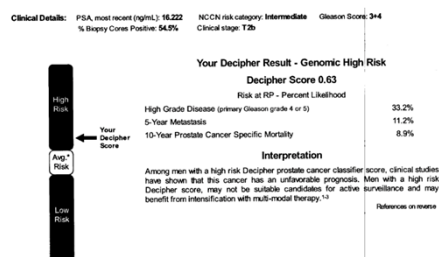 Clinical Details: PSA, most recent (ng/mL): 16.222 NCCN risk category: Intermediate Gleason Score: 3+4
% Biopsy Cores Positive: 54.5% Clinical stage: T2b
Your Decipher Result - Genomic High Risk
Decipher Score 0.63
Risk at RP - Percent Likelihood
High Grade Disease (primary Gleason grade 4 or 5) 33.2%
5-Year Metastasis 11.2%
10-Year Prostate Cancer Specific Mortality 8.9%
High
Risk
Your
Decipher
Score
Avg.*
Risk
Low
Risk
Interpretation
Among men with a high risk Decipher prostate cancer classifier score, clinical studies
have shown that this cancer has an unfavorable prognosis. Men with a high risk
Decipher score, may not be suitable candidates for active surveillance and may
benefit from intensification with multi-modal therapy.¹⁻³
References on reverse